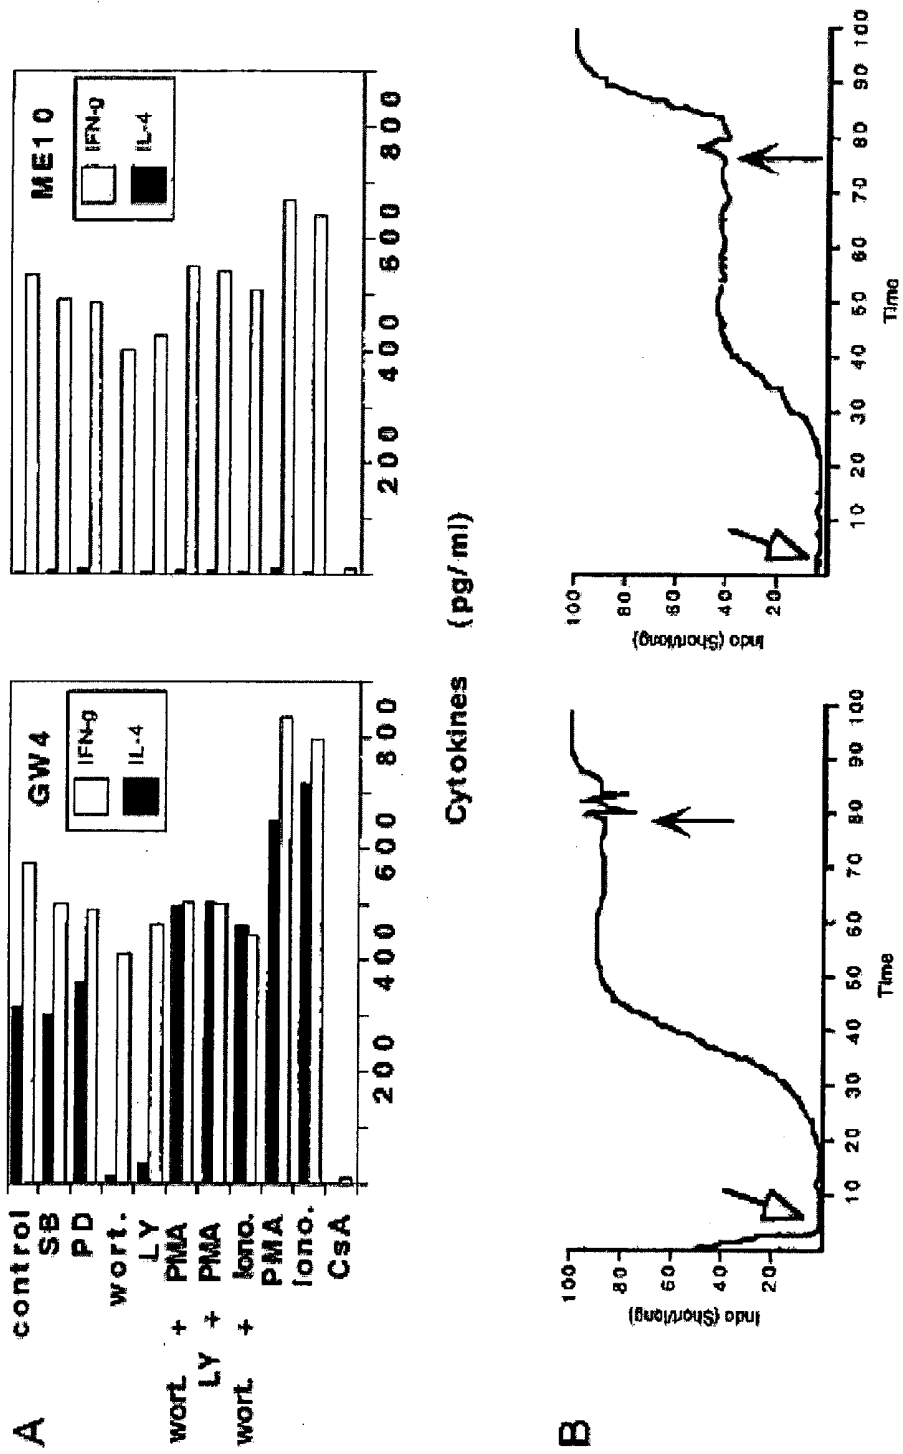 A
GW4
IFN-g
IL-4
control
SB
PD
wort.
LY
wort. + PMA
LY + PMA
wort. + Iono.
PMA
Iono.
CsA
200 400 600 800
ME10
IFN-g
IL-4
200 400 600 800
Cytokines (pg/ml)
B
Indo (Short/long)
100
80
60
40
20
10 20 30 40 50 60 70 80 90 100
Time
Indo (Short/long)
100
80
60
40
20
10 20 30 40 50 60 70 80 90 100
Time